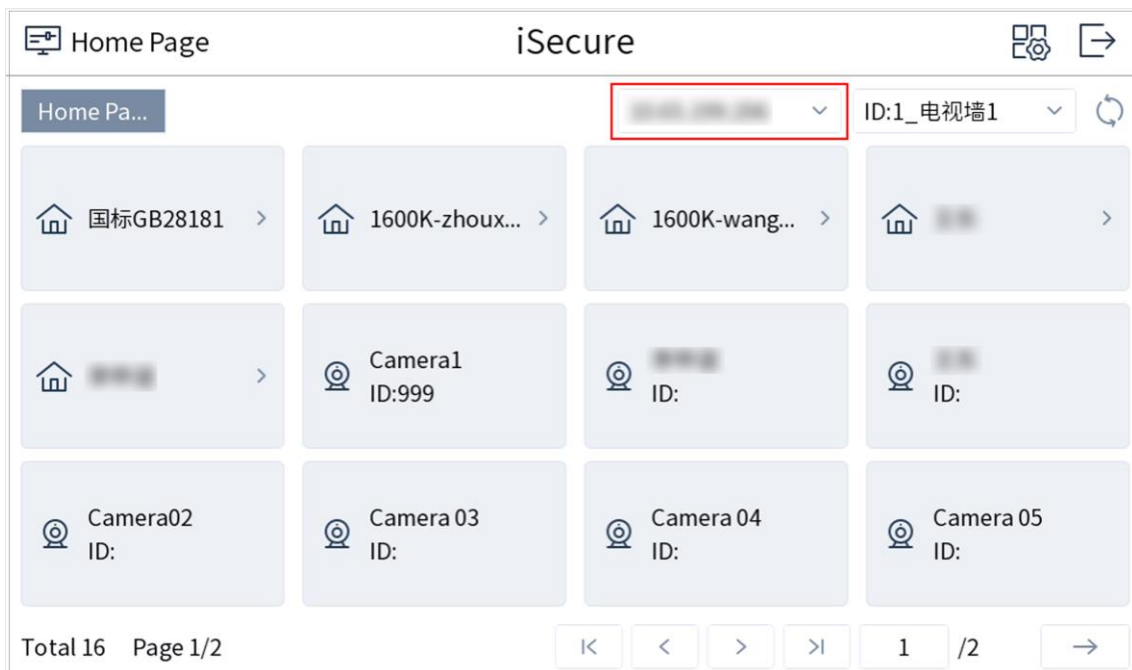 Home Page
iSecure
Home Pa...
ID:1_电视墙1
国标GB28181
1600K-zhoux...
1600K-wang...
Camera1
ID:999
ID:
ID:
Camera02
ID:
Camera 03
ID:
Camera 04
ID:
Camera 05
ID:
Total 16 Page 1/2
1 /2